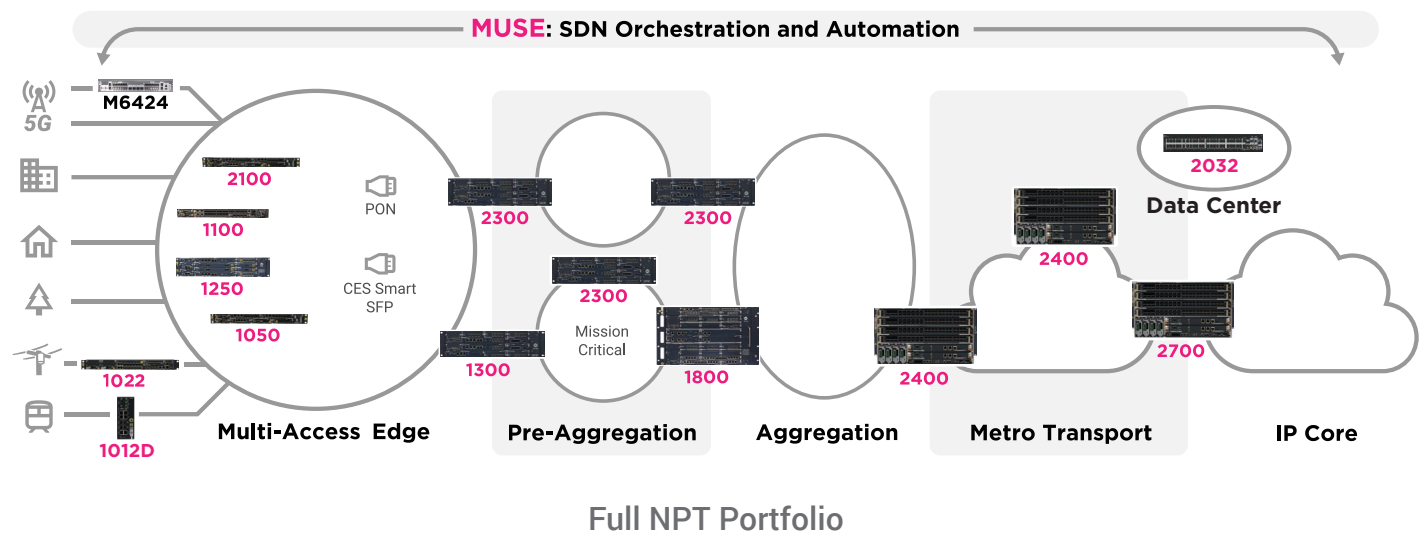 MUSE: SDN Orchestration and Automation
M6424
5G
2100
1100
1250
1050
PON
CES Smart
SFP
1022
1012D
2300
1300
2300
2300
Mission
Critical
1800
2400
2400
2700
2032
Data Center
Multi-Access Edge
Pre-Aggregation
Aggregation
Metro Transport
IP Core
Full NPT Portfolio